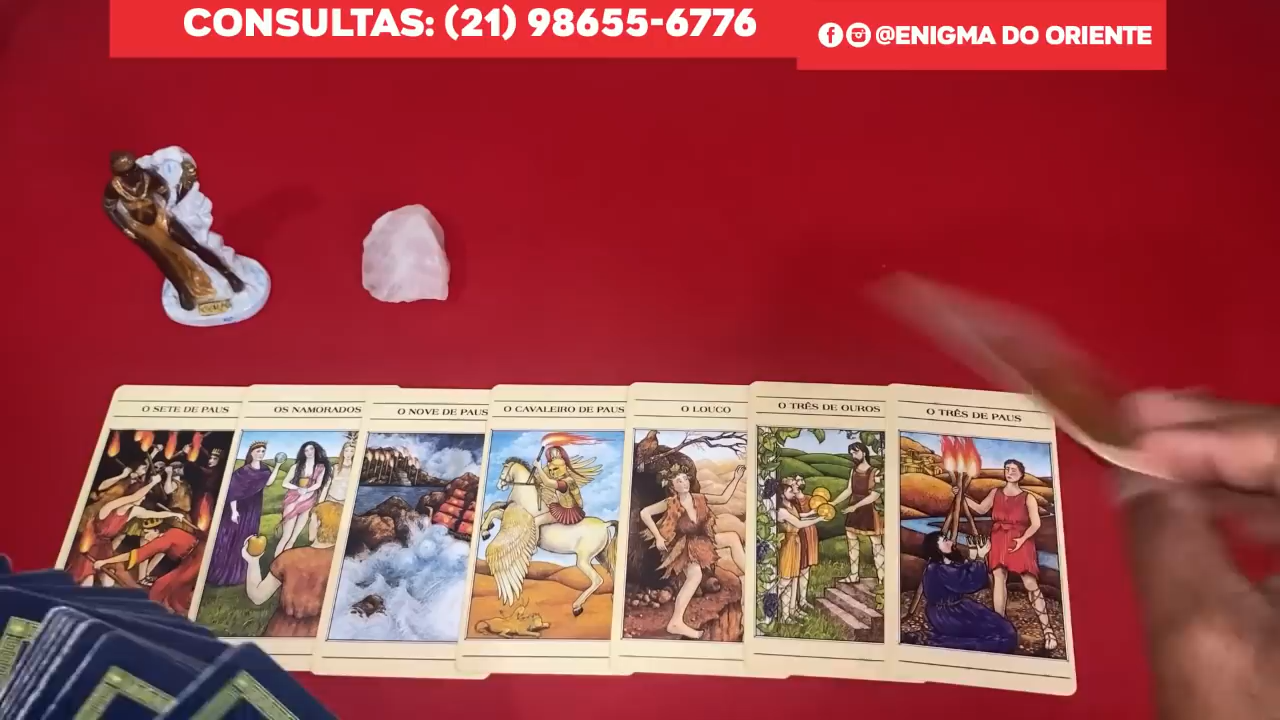 CONSULTAS: (21) 98655-6776
@ENIGMA DO ORIENTE
O SETE DE PAUS
OS NAMORADOS
O NOVE DE PAUS
O CAVALEIRO DE PAUS
O LOUCO
O TRÊS DE OUROS
O TRÊS DE PAUS